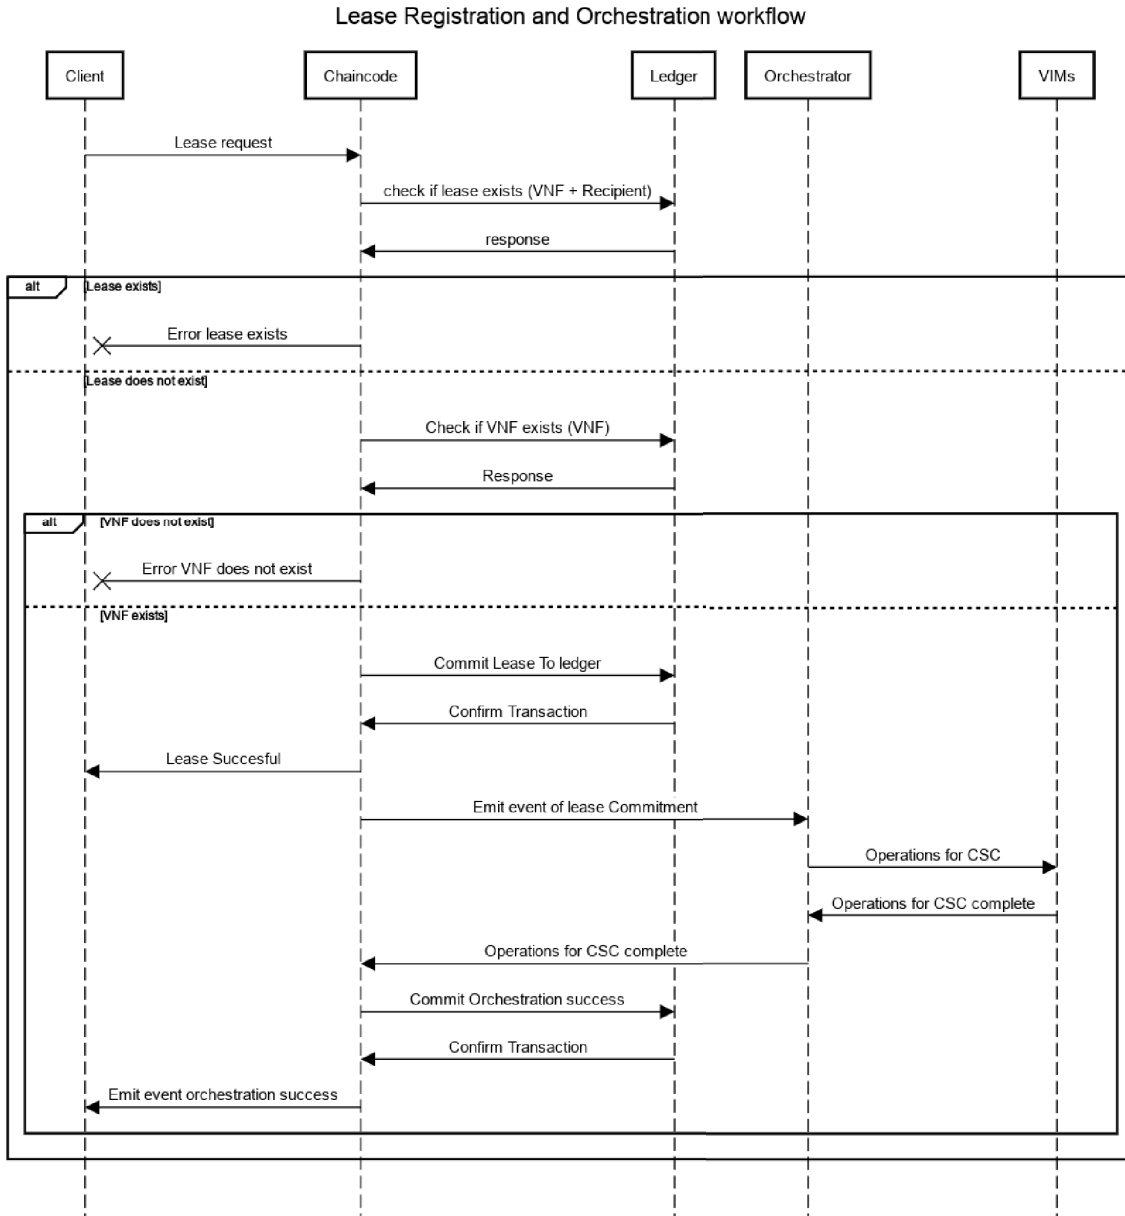 Lease Registration and Orchestration workflow
Client
Chaincode
Ledger
Orchestrator
VIMs
Lease request
check if lease exists (VNF + Recipient)
response
alt
[Lease exists]
Error lease exists
[Lease does not exist]
Check if VNF exists (VNF)
Response
alt
[VNF does not exist]
Error VNF does not exist
[VNF exists]
Commit Lease To ledger
Confirm Transaction
Lease Succesful
Emit event of lease Commitment
Operations for CSC
Operations for CSC complete
Operations for CSC complete
Commit Orchestration success
Confirm Transaction
Emit event orchestration success